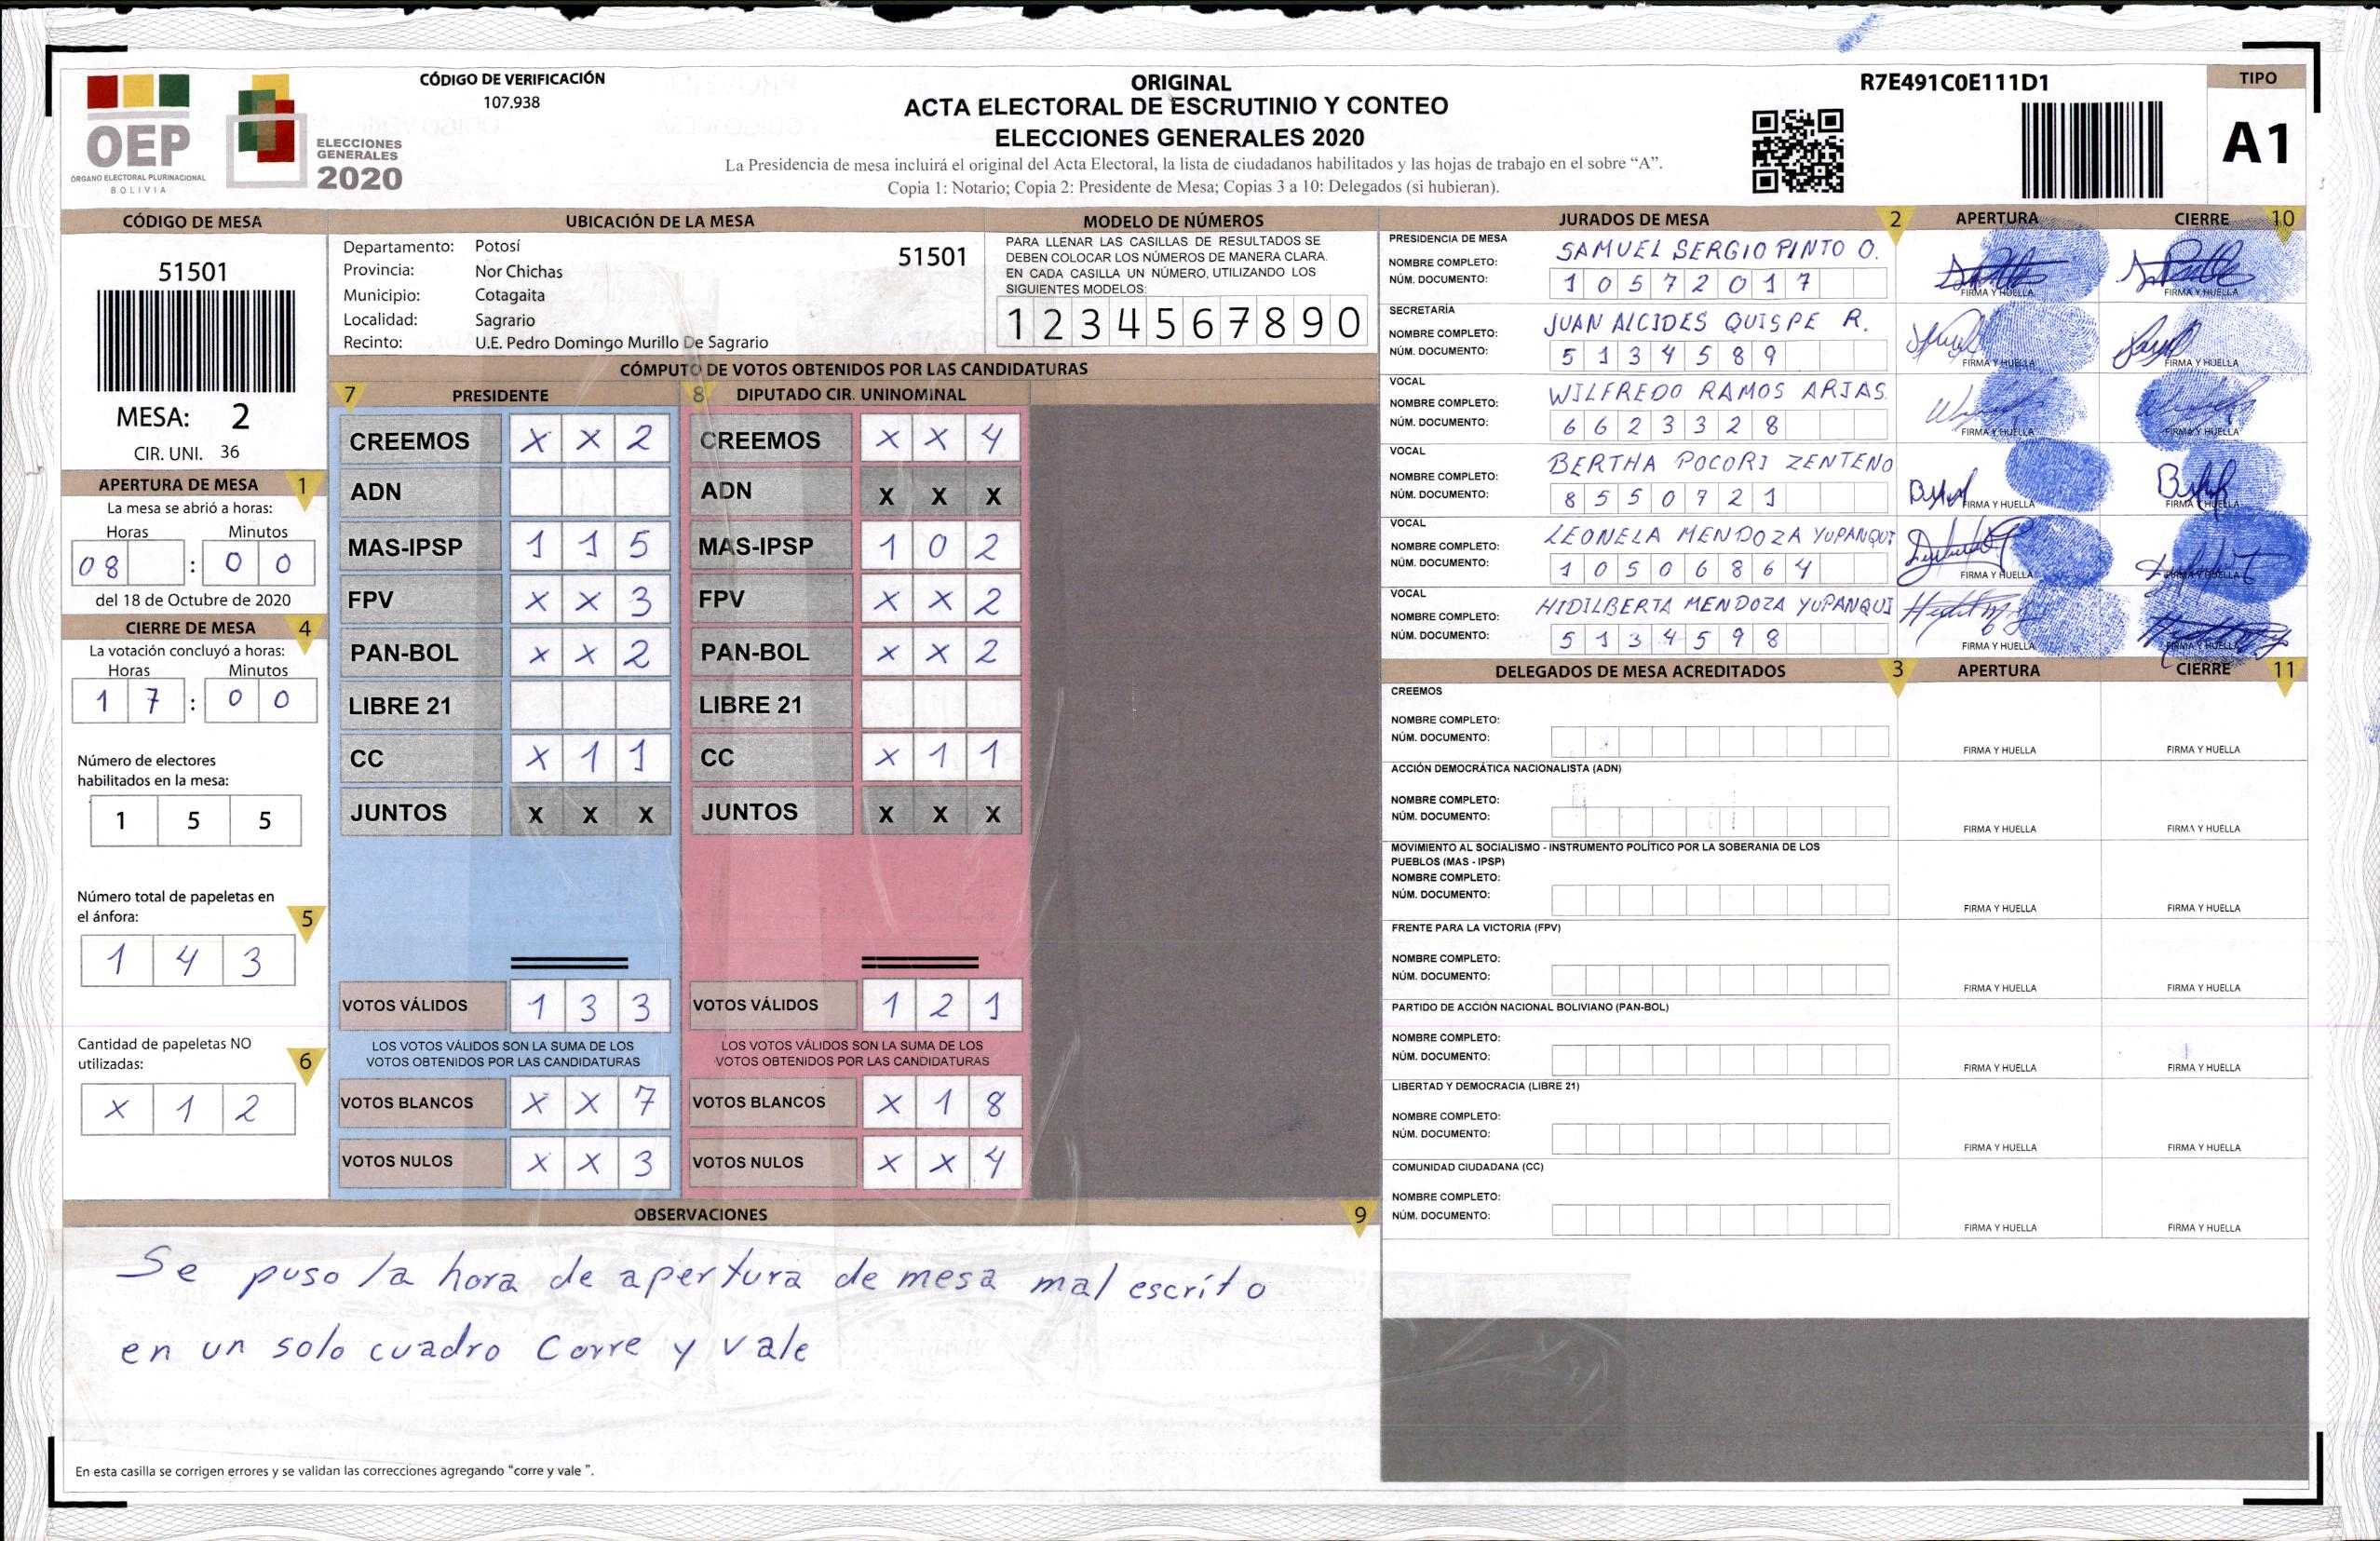 OEP
ÓRGANO ELECTORAL PLURINACIONAL
BOLIVIA
ELECCIONES
GENERALES
2020
CÓDIGO DE VERIFICACIÓN
107.938
ORIGINAL
ACTA ELECTORAL DE ESCRUTINIO Y CONTEO
ELECCIONES GENERALES 2020
La Presidencia de mesa incluirá el original del Acta Electoral, la lista de ciudadanos habilitados y las hojas de trabajo en el sobre “A”.
Copia 1: Notario; Copia 2: Presidente de Mesa; Copias 3 a 10: Delegados (si hubieran).
R7E491C0E111D1
TIPO
A1
CÓDIGO DE MESA
51501
MESA: 2
CIR. UNI. 36
APERTURA DE MESA 1
La mesa se abrió a horas:
Horas Minutos
08 : 0 0
del 18 de Octubre de 2020
CIERRE DE MESA 4
La votación concluyó a horas:
Horas Minutos
1 7 : 0 0
Número de electores
habilitados en la mesa:
1 5 5
Número total de papeletas en
el ánfora: 5
1 4 3
Cantidad de papeletas NO
utilizadas: 6
X 1 2
UBICACIÓN DE LA MESA
Departamento: Potosí 51501
Provincia: Nor Chichas
Municipio: Cotagaita
Localidad: Sagrario
Recinto: U.E. Pedro Domingo Murillo De Sagrario
MODELO DE NÚMEROS
PARA LLENAR LAS CASILLAS DE RESULTADOS SE
DEBEN COLOCAR LOS NÚMEROS DE MANERA CLARA.
EN CADA CASILLA UN NÚMERO, UTILIZANDO LOS
SIGUIENTES MODELOS:
1 2 3 4 5 6 7 8 9 0
CÓMPUTO DE VOTOS OBTENIDOS POR LAS CANDIDATURAS
7 PRESIDENTE 8 DIPUTADO CIR. UNINOMINAL
CREEMOS X X 2 CREEMOS X X 4
ADN ADN X X X
MAS-IPSP 1 1 5 MAS-IPSP 1 0 2
FPV X X 3 FPV X X 2
PAN-BOL X X 2 PAN-BOL X X 2
LIBRE 21 LIBRE 21
CC X 1 1 CC X 1 1
JUNTOS X X X JUNTOS X X X
VOTOS VÁLIDOS 1 3 3 VOTOS VÁLIDOS 1 2 1
LOS VOTOS VÁLIDOS SON LA SUMA DE LOS LOS VOTOS VÁLIDOS SON LA SUMA DE LOS
VOTOS OBTENIDOS POR LAS CANDIDATURAS VOTOS OBTENIDOS POR LAS CANDIDATURAS
VOTOS BLANCOS X X 7 VOTOS BLANCOS X 1 8
VOTOS NULOS X X 3 VOTOS NULOS X X 4
OBSERVACIONES 9
Se puso la hora de apertura de mesa mal escrito
en un solo cuadro Corre y vale
En esta casilla se corrigen errores y se validan las correcciones agregando “corre y vale ”.
JURADOS DE MESA 2 APERTURA CIERRE 10
PRESIDENCIA DE MESA
NOMBRE COMPLETO: SAMUEL SERGIO PINTO O.
NÚM. DOCUMENTO: 1 0 5 7 2 0 1 7
FIRMA Y HUELLA FIRMA Y HUELLA
SECRETARÍA
NOMBRE COMPLETO: JUAN ALCIDES QUISPE R.
NÚM. DOCUMENTO: 5 1 3 4 5 8 9
FIRMA Y HUELLA FIRMA Y HUELLA
VOCAL
NOMBRE COMPLETO: WILFREDO RAMOS ARIAS
NÚM. DOCUMENTO: 6 6 2 3 3 2 8
FIRMA Y HUELLA FIRMA Y HUELLA
VOCAL
NOMBRE COMPLETO: BERTHA POCORI ZENTENO
NÚM. DOCUMENTO: 8 5 5 0 7 2 1
FIRMA Y HUELLA FIRMA Y HUELLA
VOCAL
NOMBRE COMPLETO: LEONELA MENDOZA YUPANQUI
NÚM. DOCUMENTO: 1 0 5 0 6 8 6 4
FIRMA Y HUELLA FIRMA Y HUELLA
VOCAL
NOMBRE COMPLETO: HIDILBERTA MENDOZA YUPANQUI
NÚM. DOCUMENTO: 5 1 3 4 5 9 8
FIRMA Y HUELLA FIRMA Y HUELLA
DELEGADOS DE MESA ACREDITADOS 3 APERTURA CIERRE 11
CREEMOS
NOMBRE COMPLETO:
NÚM. DOCUMENTO:
FIRMA Y HUELLA FIRMA Y HUELLA
ACCIÓN DEMOCRÁTICA NACIONALISTA (ADN)
NOMBRE COMPLETO:
NÚM. DOCUMENTO:
FIRMA Y HUELLA FIRMA Y HUELLA
MOVIMIENTO AL SOCIALISMO - INSTRUMENTO POLÍTICO POR LA SOBERANIA DE LOS
PUEBLOS (MAS - IPSP)
NOMBRE COMPLETO:
NÚM. DOCUMENTO:
FIRMA Y HUELLA FIRMA Y HUELLA
FRENTE PARA LA VICTORIA (FPV)
NOMBRE COMPLETO:
NÚM. DOCUMENTO:
FIRMA Y HUELLA FIRMA Y HUELLA
PARTIDO DE ACCIÓN NACIONAL BOLIVIANO (PAN-BOL)
NOMBRE COMPLETO:
NÚM. DOCUMENTO:
FIRMA Y HUELLA FIRMA Y HUELLA
LIBERTAD Y DEMOCRACIA (LIBRE 21)
NOMBRE COMPLETO:
NÚM. DOCUMENTO:
FIRMA Y HUELLA FIRMA Y HUELLA
COMUNIDAD CIUDADANA (CC)
NOMBRE COMPLETO:
NÚM. DOCUMENTO:
FIRMA Y HUELLA FIRMA Y HUELLA